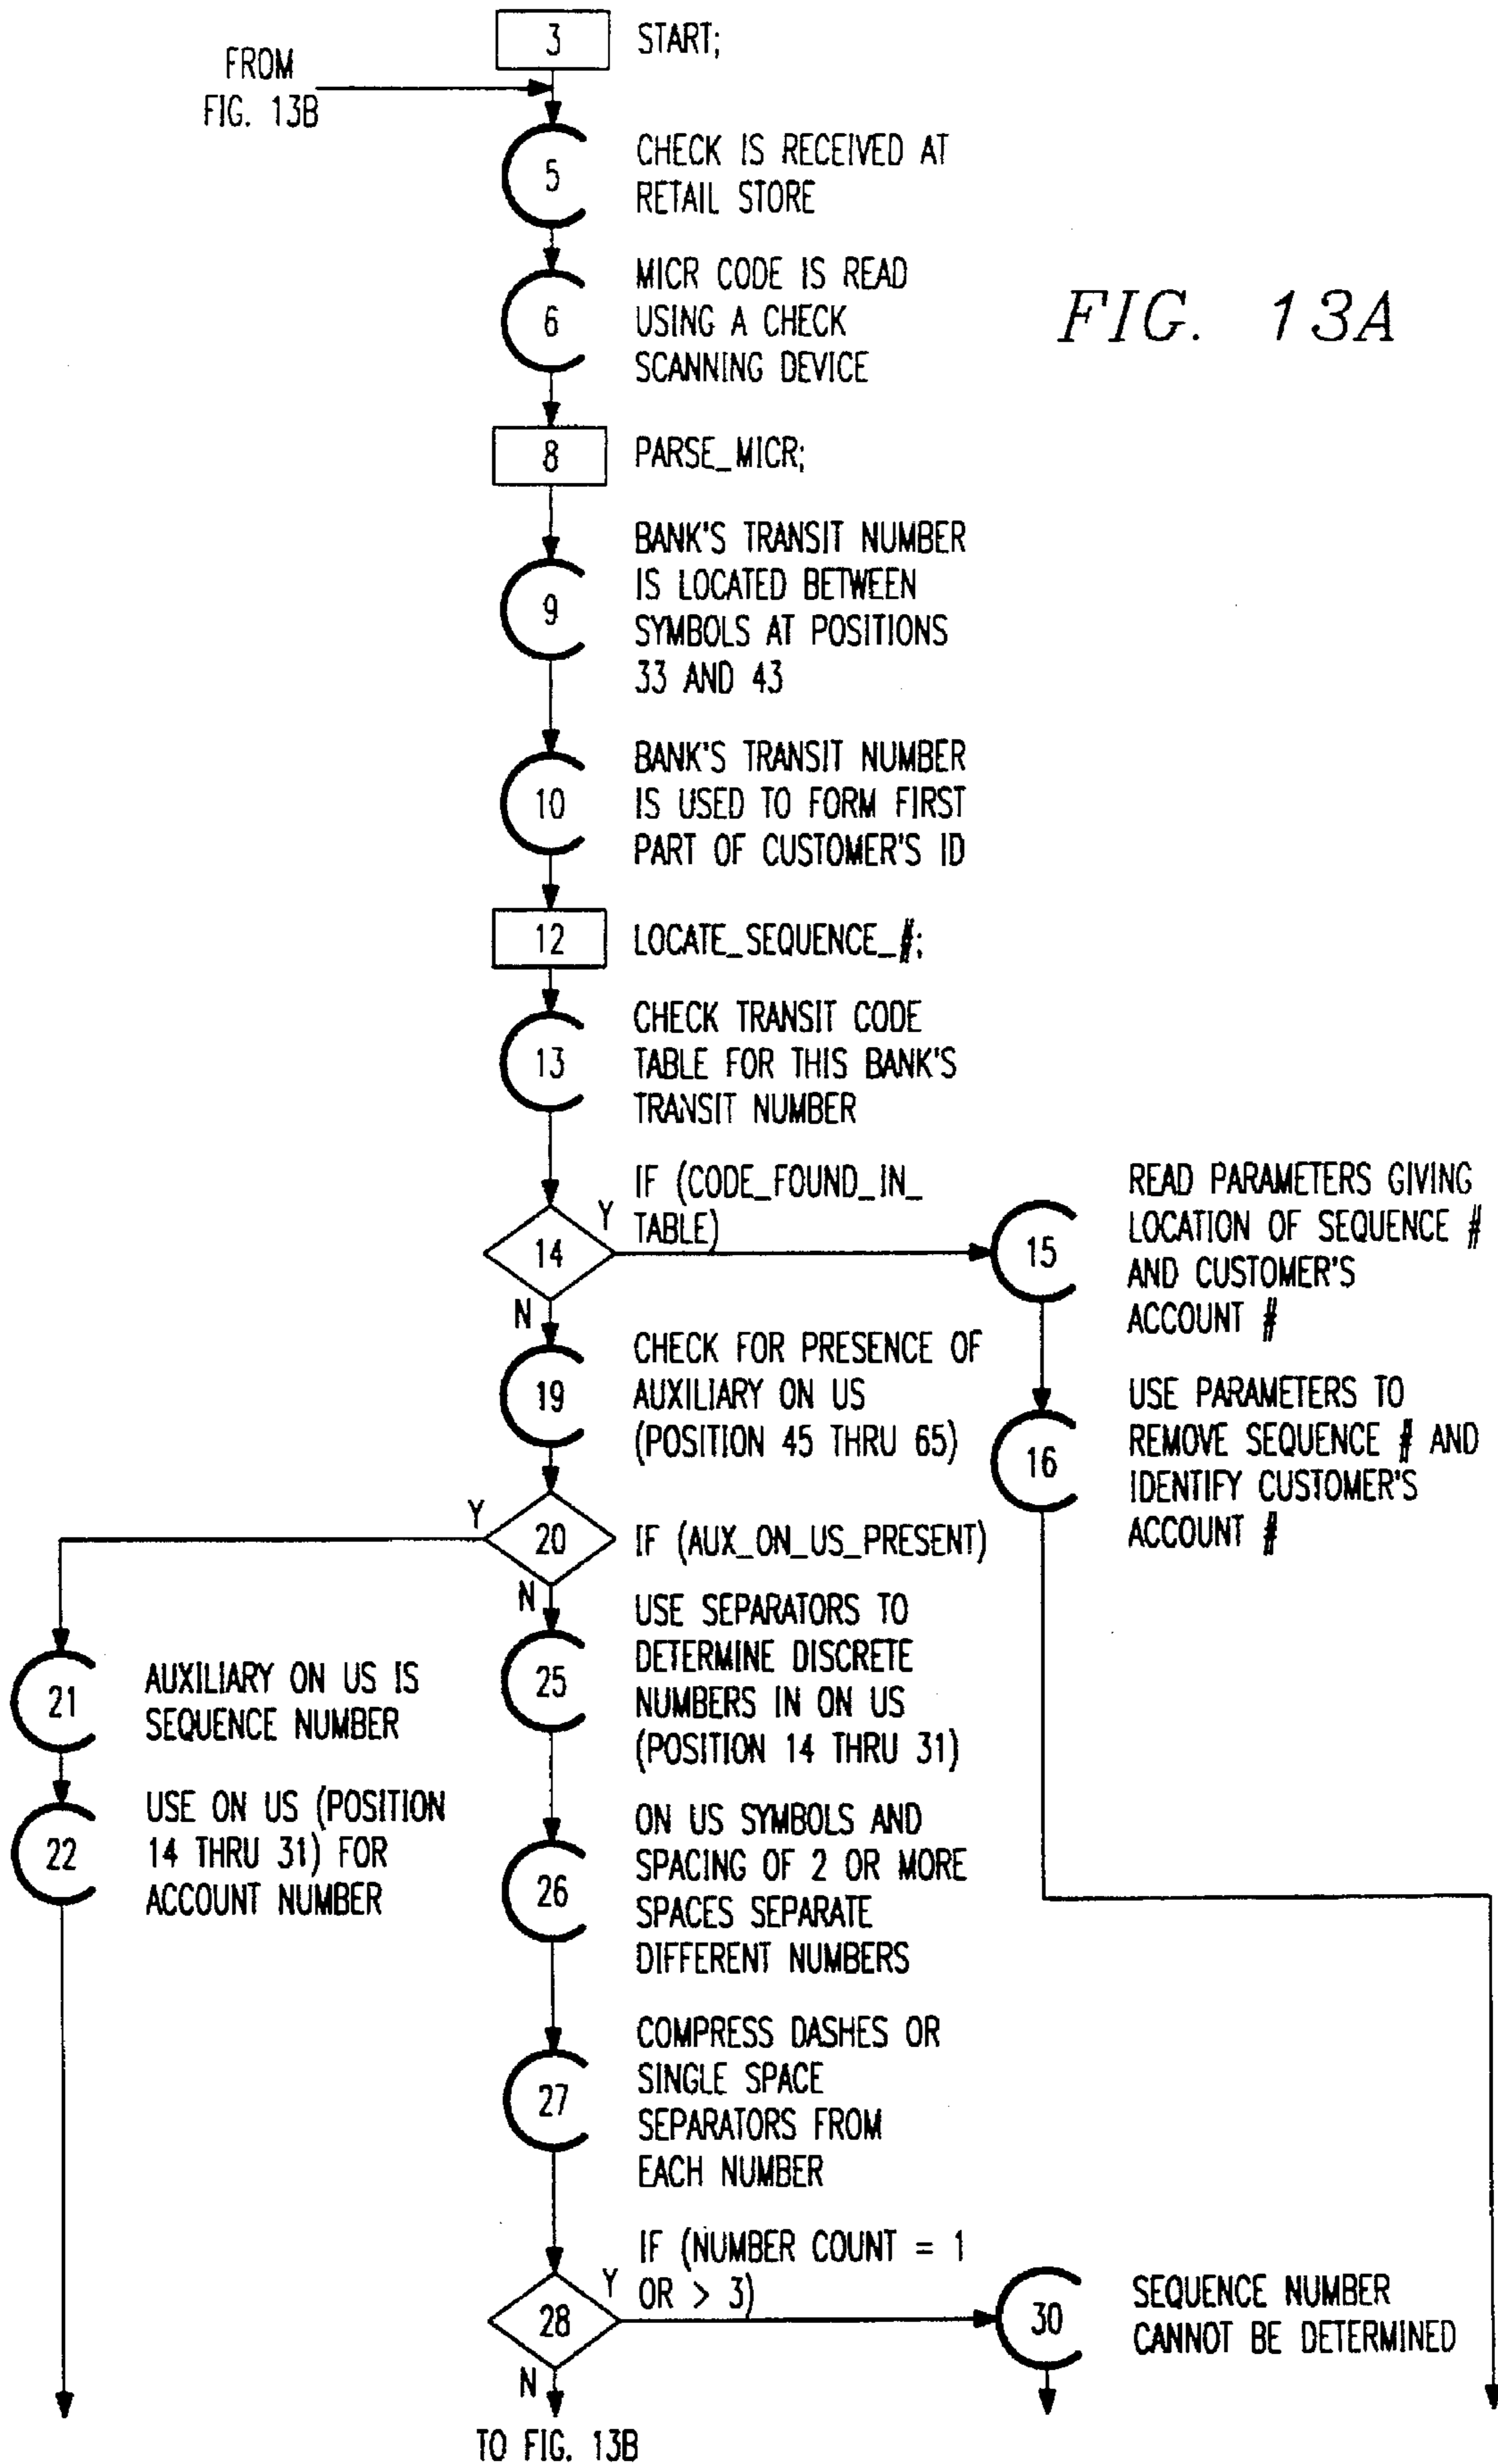 3 START;
FROM
FIG. 13B
5 CHECK IS RECEIVED AT
RETAIL STORE
FIG. 13A
6 MICR CODE IS READ
USING A CHECK
SCANNING DEVICE
8 PARSE_MICR;
9 BANK'S TRANSIT NUMBER
IS LOCATED BETWEEN
SYMBOLS AT POSITIONS
33 AND 43
10 BANK'S TRANSIT NUMBER
IS USED TO FORM FIRST
PART OF CUSTOMER'S ID
12 LOCATE_SEQUENCE_#;
13 CHECK TRANSIT CODE
TABLE FOR THIS BANK'S
TRANSIT NUMBER
14 Y IF (CODE_FOUND_IN_
TABLE)
N
15 READ PARAMETERS GIVING
LOCATION OF SEQUENCE #
AND CUSTOMER'S
ACCOUNT #
16 USE PARAMETERS TO
REMOVE SEQUENCE # AND
IDENTIFY CUSTOMER'S
ACCOUNT #
19 CHECK FOR PRESENCE OF
AUXILIARY ON US
(POSITION 45 THRU 65)
Y 20 IF (AUX_ON_US_PRESENT)
N
21 AUXILIARY ON US IS
SEQUENCE NUMBER
22 USE ON US (POSITION
14 THRU 31) FOR
ACCOUNT NUMBER
25 USE SEPARATORS TO
DETERMINE DISCRETE
NUMBERS IN ON US
(POSITION 14 THRU 31)
26 ON US SYMBOLS AND
SPACING OF 2 OR MORE
SPACES SEPARATE
DIFFERENT NUMBERS
27 COMPRESS DASHES OR
SINGLE SPACE
SEPARATORS FROM
EACH NUMBER
28 Y IF (NUMBER COUNT = 1
OR > 3)
N
30 SEQUENCE NUMBER
CANNOT BE DETERMINED
TO FIG. 13B